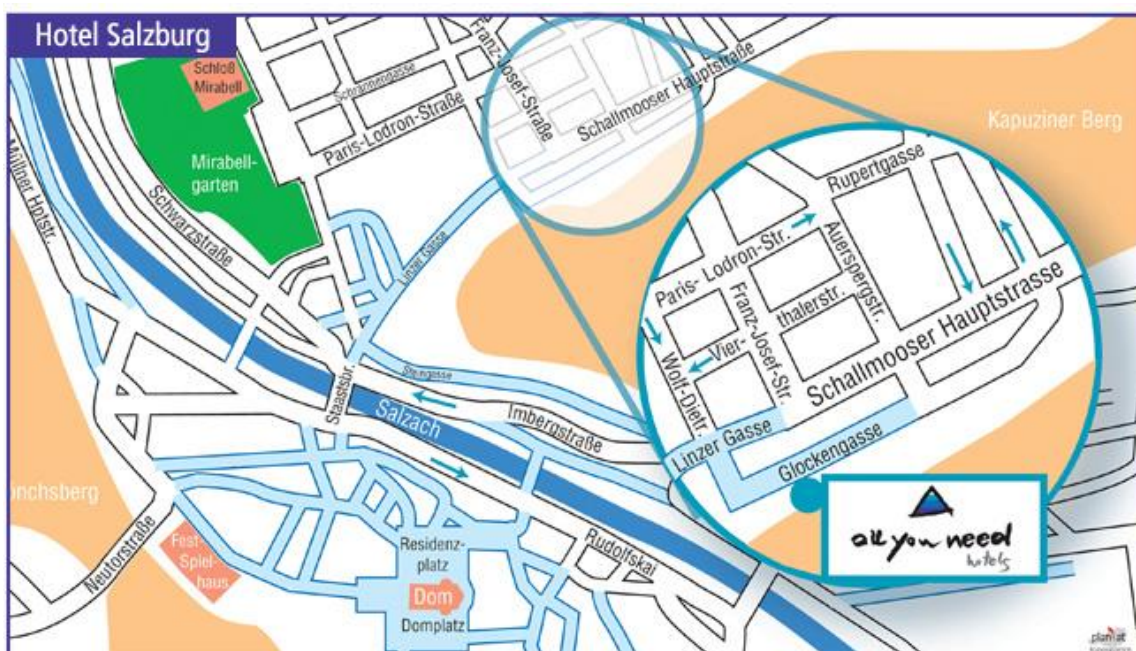 Hotel Salzburg
Schloß
Mirabell
Mirabell-
garten
Schrannengasse
Paris-Lodron-Straße
Franz-Josef-Straße
Schallmooser Hauptstraße
Kapuziner Berg
Müllner Hptstr.
Schwarzstraße
Linzer Gasse
Steingasse
Staatsbr.
Salzach
Imbergstraße
Rudolfskai
önchsberg
Neutorstraße
Fest-
Spiel-
haus
Residenz-
platz
Dom
Domplatz
Rupertgasse
Paris- Lodron-Str.
Auerspergstr.
Franz-Josef-Str.
Vier-
thalerstr.
Wolf-Dietr.
Schallmooser Hauptstrasse
Linzer Gasse
Glockengasse
all you need
hotels